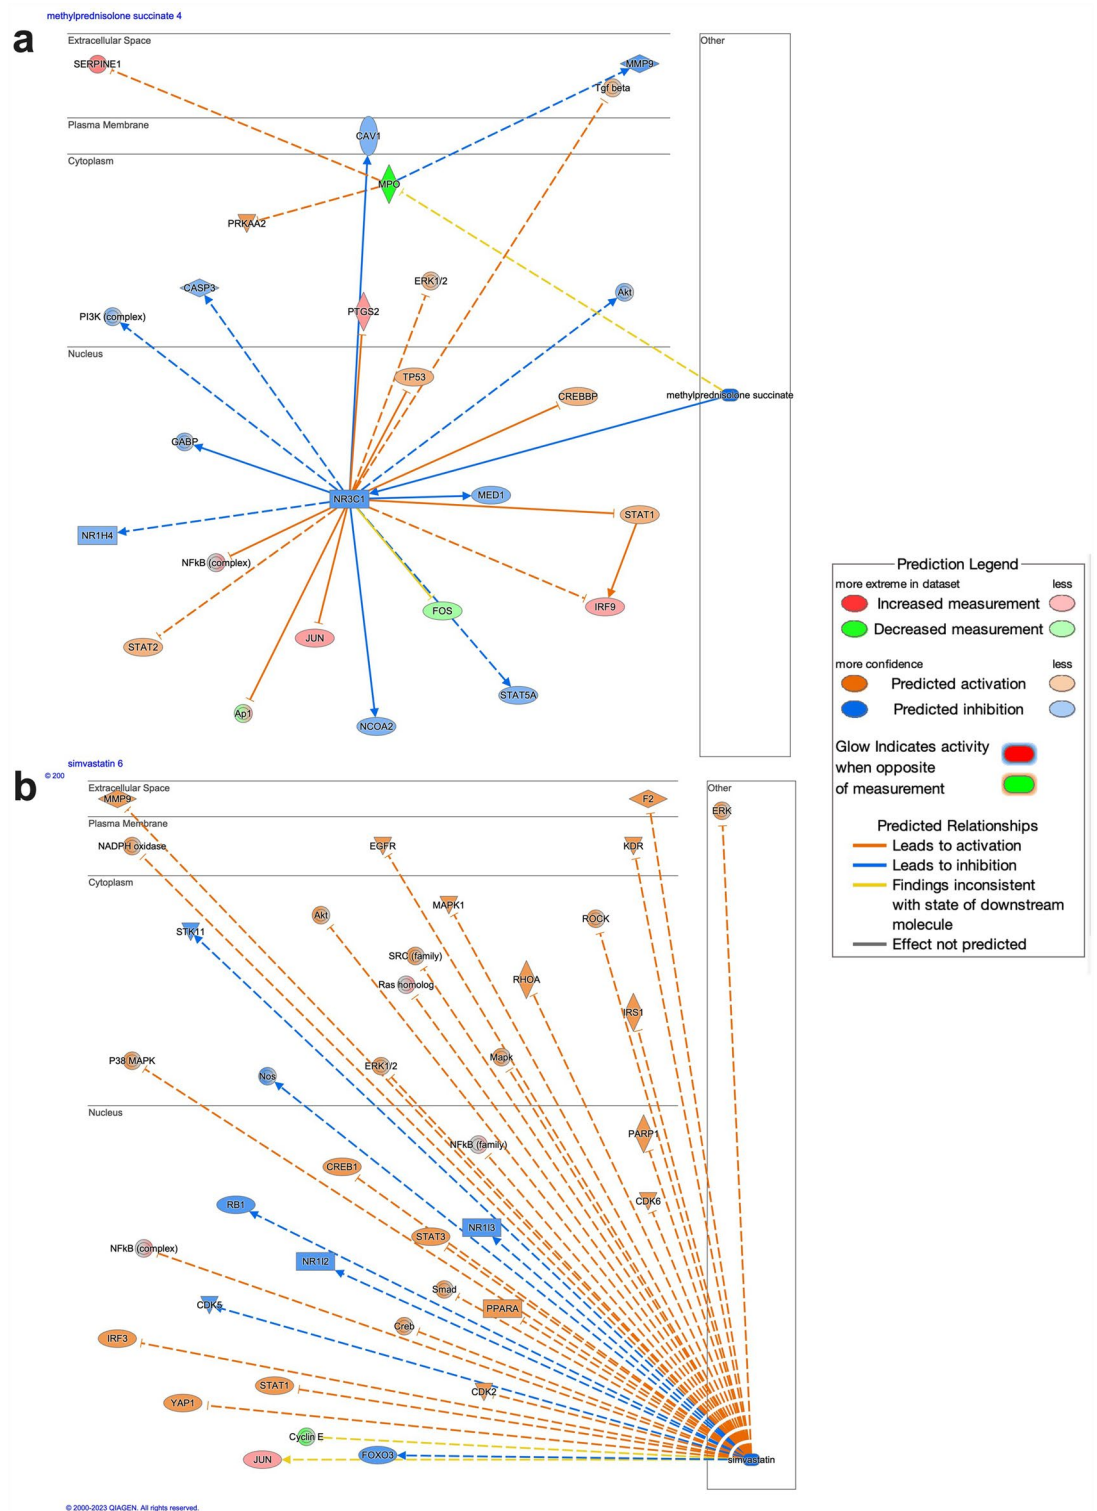 methylprednisolone succinate 4
a
Extracellular Space
Other
SERPINE1
MMP9
Tgf beta
Plasma Membrane
CAV1
Cytoplasm
MPO
PRKAA2
ERK1/2
CASP3
Akt
PTGS2
PI3K (complex)
Nucleus
TP53
CREBBP
methylprednisolone succinate
GABP
NR3C1
MED1
STAT1
NR1H4
NFkB (complex)
FOS
IRF9
JUN
STAT2
STAT5A
Ap1
NCOA2
Prediction Legend
more extreme in dataset
less
Increased measurement
Decreased measurement
more confidence
less
Predicted activation
Predicted inhibition
Glow Indicates activity
when opposite
of measurement
Predicted Relationships
Leads to activation
Leads to inhibition
Findings inconsistent
with state of downstream
molecule
Effect not predicted
simvastatin 6
© 200
b
Extracellular Space
Other
MMP9
F2
ERK
Plasma Membrane
NADPH oxidase
EGFR
KDR
Cytoplasm
MAPK1
Akt
ROCK
STK11
SRC (family)
RHOA
Ras homolog
IRS1
P38 MAPK
ERK1/2
Mapk
Nos
Nucleus
PARP1
NFkB (family)
CREB1
CDK6
RB1
NR1I3
STAT3
NFkB (complex)
NR1I2
Smad
CDK5
PPARA
Creb
IRF3
STAT1
CDK2
YAP1
Cyclin E
FOXO3
JUN
simvastatin
© 2000-2023 QIAGEN. All rights reserved.